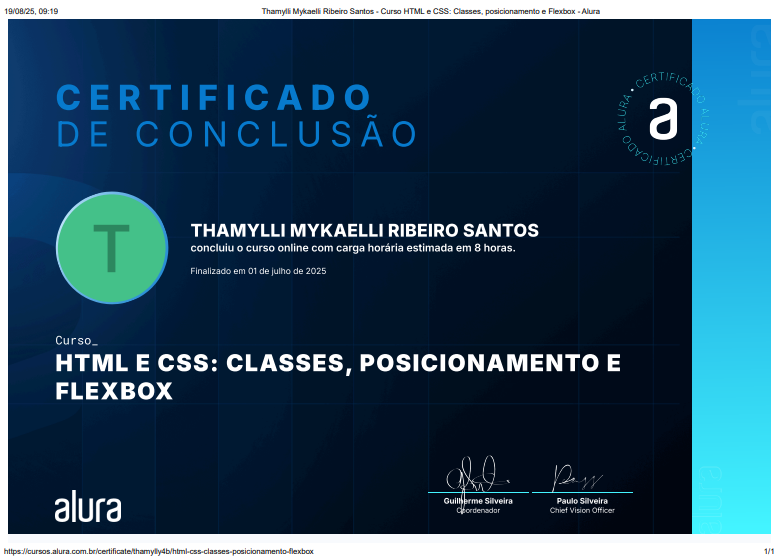 19/08/25, 09:19
Thamylli Mykaelli Ribeiro Santos - Curso HTML e CSS: Classes, posicionamento e Flexbox - Alura
CERTIFICADO
DE CONCLUSÃO
CERTIFICADO ALURA • CERTIFICADO ALURA •
a
alura
T
THAMYLLI MYKAELLI RIBEIRO SANTOS
concluiu o curso online com carga horária estimada em 8 horas.
Finalizado em 01 de julho de 2025
Curso_
HTML E CSS: CLASSES, POSICIONAMENTO E
FLEXBOX
Guilherme Silveira
Coordenador
Paulo Silveira
Chief Vision Officer
alura
alura
https://cursos.alura.com.br/certificate/thamylly4b/html-css-classes-posicionamento-flexbox
1/1